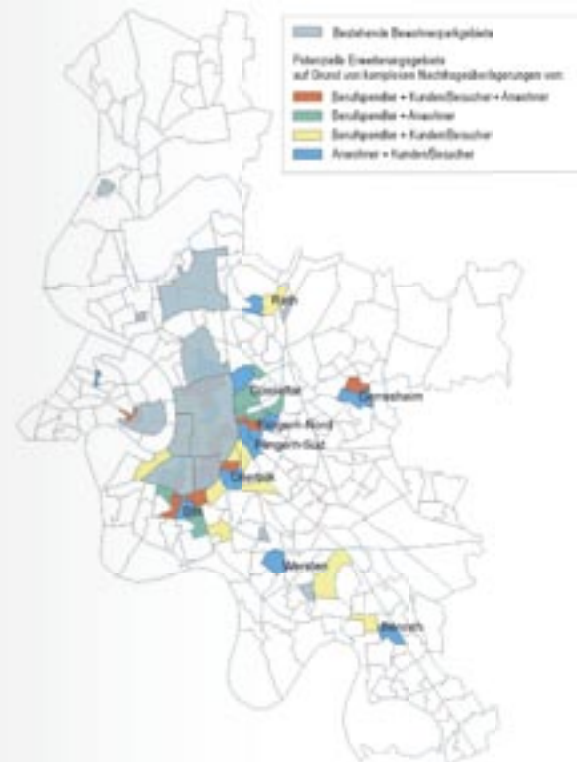 Bestehende Bewohnerparkgebiete
Potenzielle Erweiterungsgebiete
auf Grund von komplexen Nachfrageüberlagerungen von:
Berufspendler + Kunden/Besucher + Anwohner
Berufspendler + Anwohner
Berufspendler + Kunden/Besucher
Anwohner + Kunden/Besucher
Rath
Düsseltal
Gerresheim
Flingern-Nord
Flingern-Süd
Oberbilk
Bilk
Wersten
Benrath